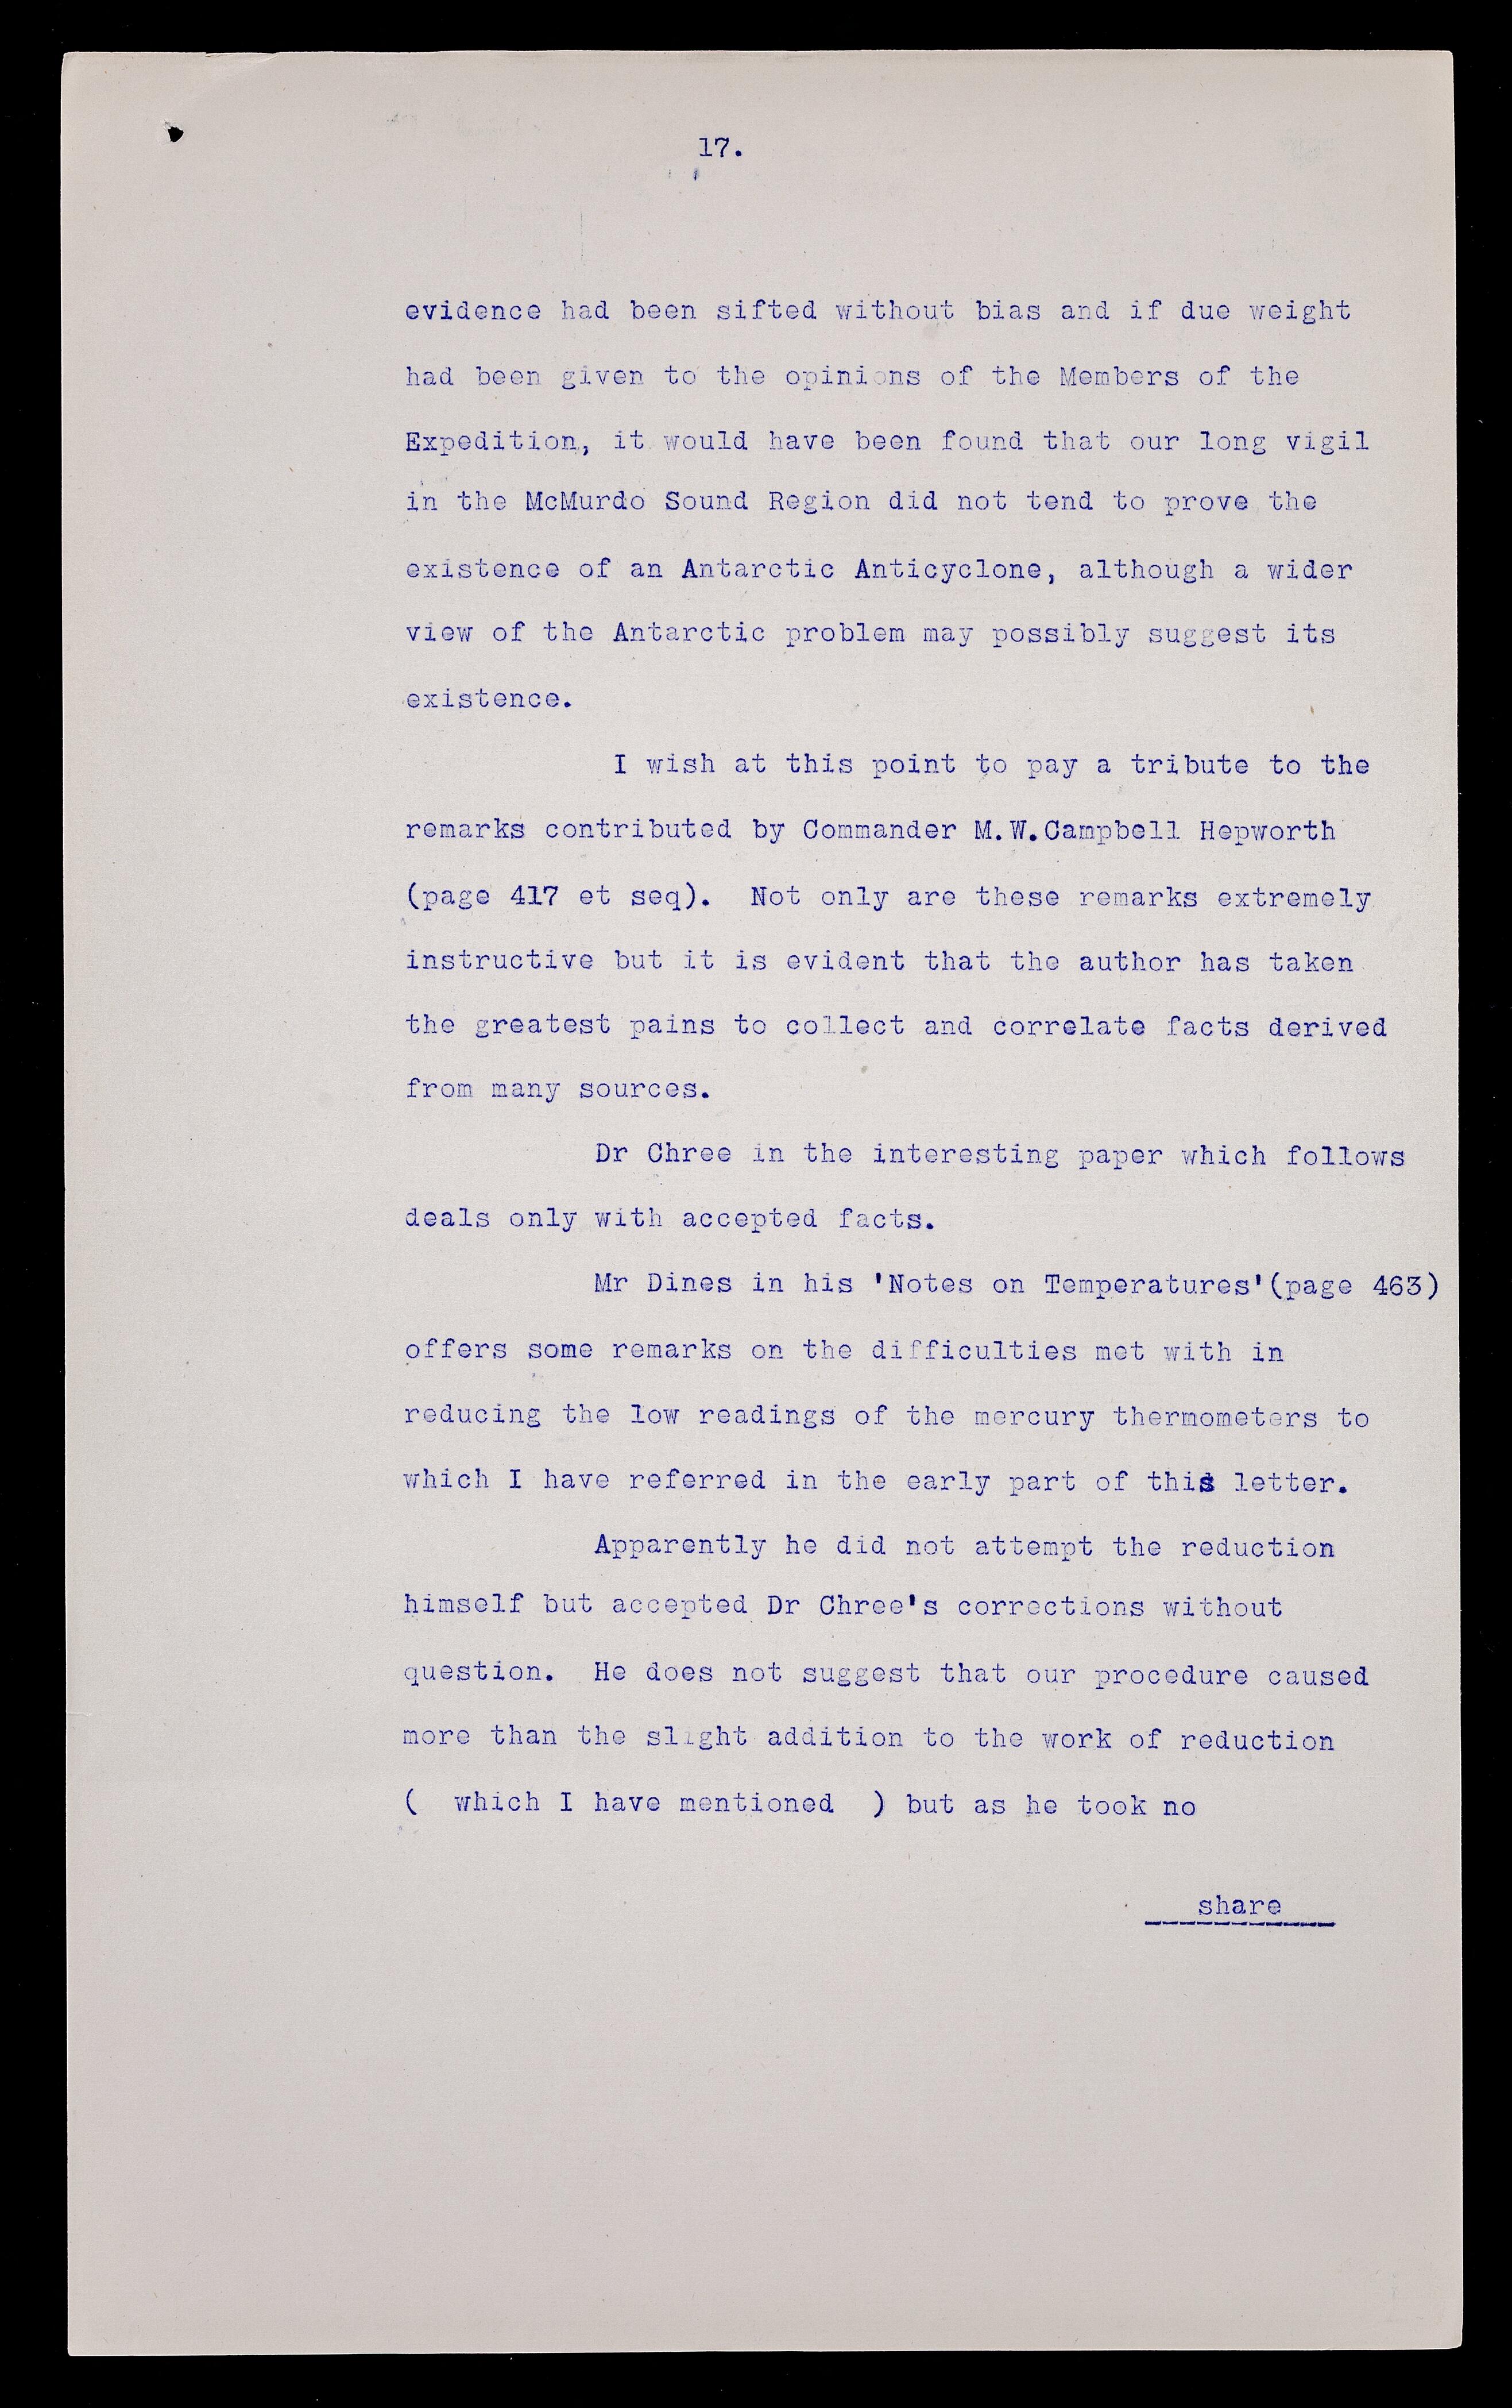 17.
evidence had been sifted without bias and if due weight
had been given to the opinions of the Members of the
Expedition, it would have been found that our long vigil
in the McMurdo Sound Region did not tend to prove the
existence of an Antarctic Anticyclone, although a wider
view of the Antarctic problem may possibly suggest its
existence.
I wish at this point to pay a tribute to the
remarks contributed by Commander M.W.Campbell Hepworth
(page 417 et seq). Not only are these remarks extremely
instructive but it is evident that the author has taken
the greatest pains to collect and correlate facts derived
from many sources.
Dr Chree in the interesting paper which follows
deals only with accepted facts.
Mr Dines in his 'Notes on Temperatures'(page 463)
offers some remarks on the difficulties met with in
reducing the low readings of the mercury thermometers to
which I have referred in the early part of this letter.
Apparently he did not attempt the reduction
himself but accepted Dr Chree's corrections without
question. He does not suggest that our procedure caused
more than the slight addition to the work of reduction
( which I have mentioned ) but as he took no
share